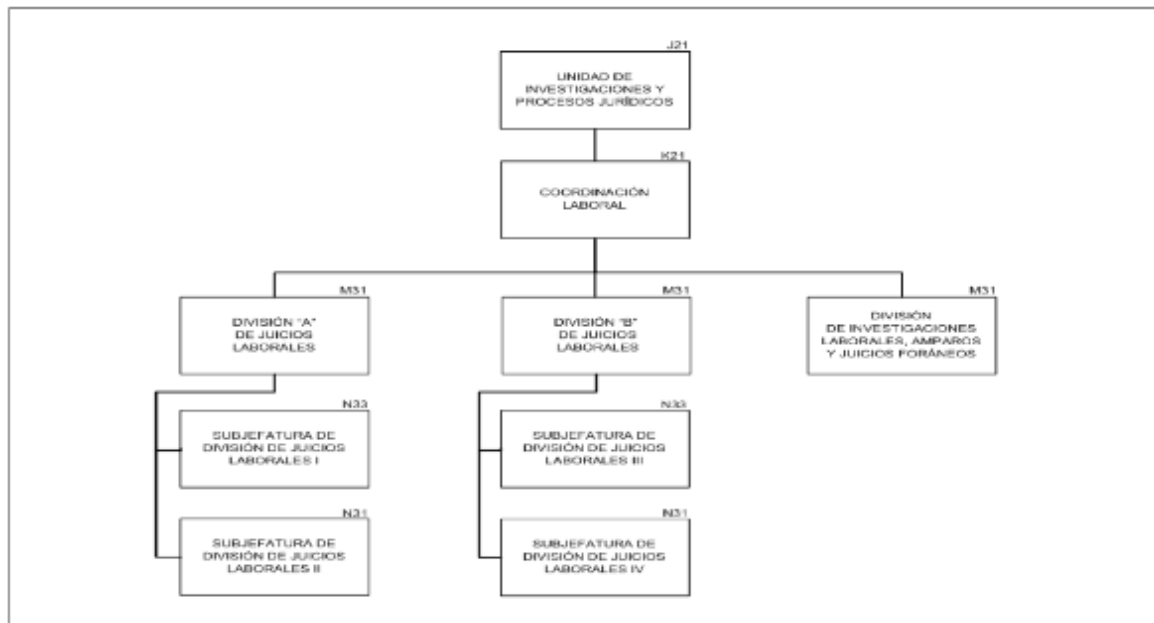 J21
UNIDAD DE
INVESTIGACIONES Y
PROCESOS JURÍDICOS
K21
COORDINACIÓN
LABORAL
M31
DIVISIÓN "A"
DE JUICIOS
LABORALES
M31
DIVISIÓN "B"
DE JUICIOS
LABORALES
M31
DIVISIÓN
DE INVESTIGACIONES
LABORALES, AMPAROS
Y JUICIOS FORÁNEOS
N33
SUBJEFATURA DE
DIVISIÓN DE JUICIOS
LABORALES I
N33
SUBJEFATURA DE
DIVISIÓN DE JUICIOS
LABORALES III
N31
SUBJEFATURA DE
DIVISIÓN DE JUICIOS
LABORALES II
N31
SUBJEFATURA DE
DIVISIÓN DE JUICIOS
LABORALES IV